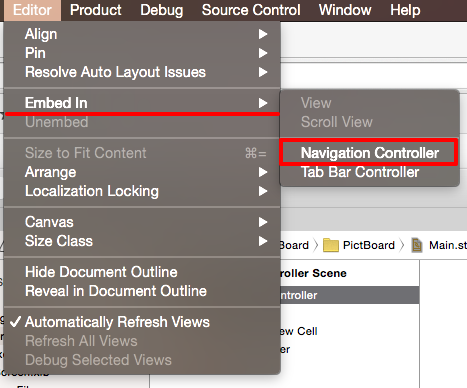 Editor Product Debug Source Control Window Help
Align
Pin
Resolve Auto Layout Issues
Embed In
Unembed
Size to Fit Content ⌘=
Arrange
Localization Locking
Canvas
Size Class
Hide Document Outline
Reveal in Document Outline
✓ Automatically Refresh Views
Refresh All Views
Debug Selected Views
View
Scroll View
Navigation Controller
Tab Bar Controller
Board PictBoard Main.st
roller Scene
ntroller
ew Cell
er